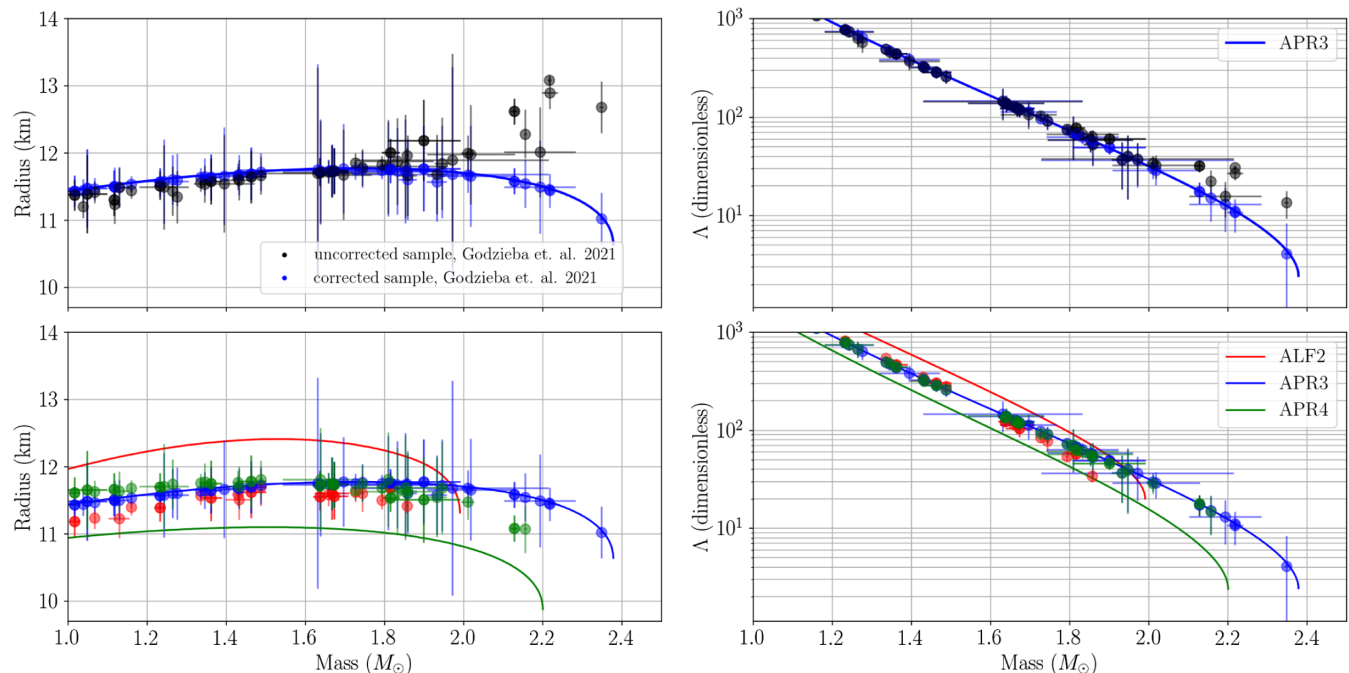 14
13
12
11
10
Radius (km)
uncorrected sample, Godzieba et. al. 2021
corrected sample, Godzieba et. al. 2021
10³
10²
10¹
Λ (dimensionless)
APR3
14
13
12
11
10
Radius (km)
1.0 1.2 1.4 1.6 1.8 2.0 2.2 2.4
Mass (M⊙)
10³
10²
10¹
Λ (dimensionless)
ALF2
APR3
APR4
1.2 1.4 1.6 1.8 2.0 2.2 2.4
Mass (M⊙)